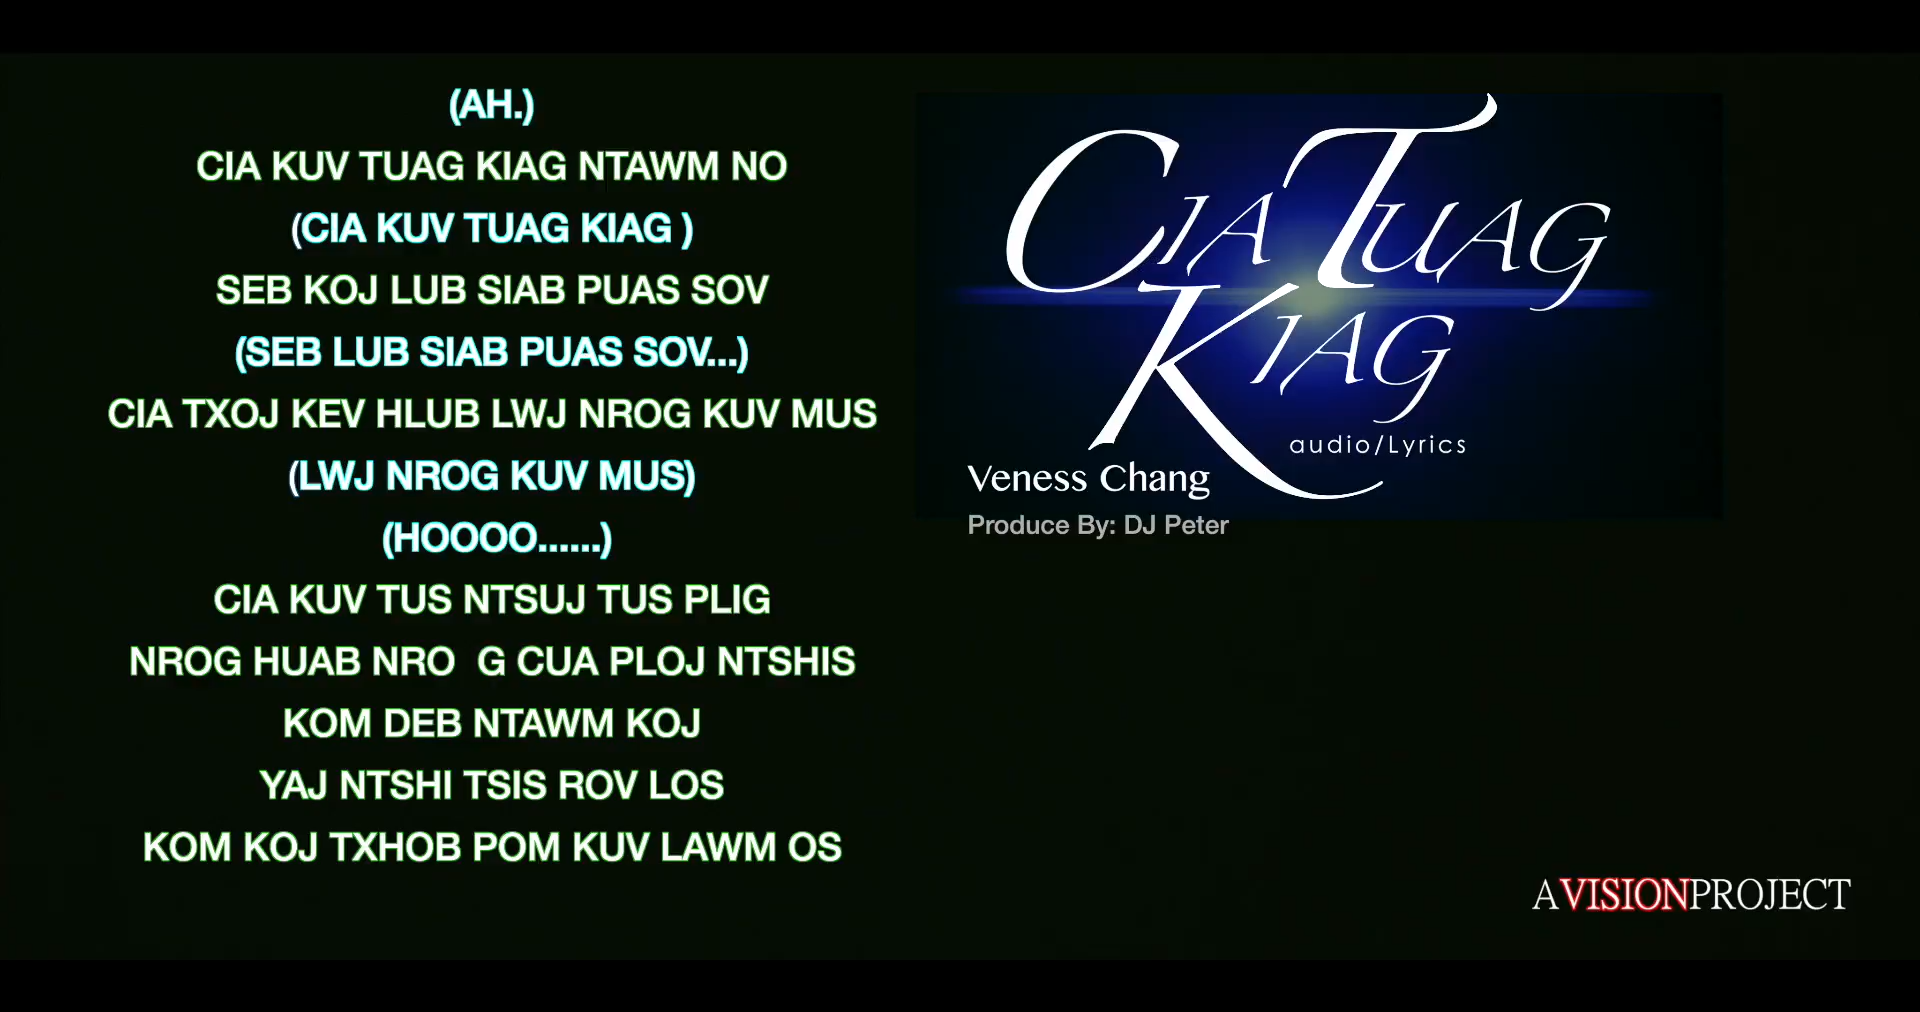 (AH.)
CIA KUV TUAG KIAG NTAWM NO
(CIA KUV TUAG KIAG )
SEB KOJ LUB SIAB PUAS SOV
(SEB LUB SIAB PUAS SOV...)
CIA TXOJ KEV HLUB LWJ NROG KUV MUS
(LWJ NROG KUV MUS)
(HOOOO......)
CIA KUV TUS NTSUJ TUS PLIG
NROG HUAB NRO  G CUA PLOJ NTSHIS
KOM DEB NTAWM KOJ
YAJ NTSHI TSIS ROV LOS
KOM KOJ TXHOB POM KUV LAWM OS
CIA TUAG
KIAG
audio/Lyrics
Veness Chang
Produce By: DJ Peter
AVISIONPROJECT